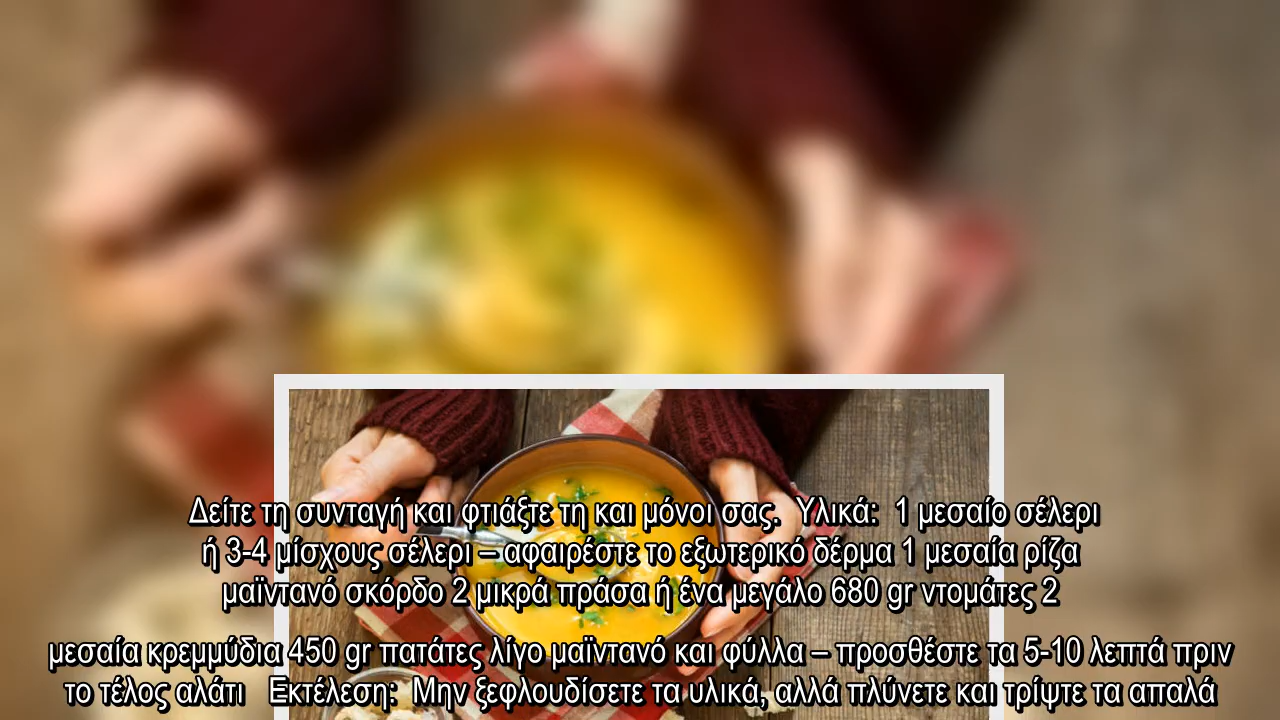 Δείτε τη συνταγή και φτιάξτε τη και μόνοι σας.  Υλικά:  1 μεσαίο σέλερι
ή 3-4 μίσχους σέλερι – αφαιρέστε το εξωτερικό δέρμα 1 μεσαία ρίζα
μαϊντανό σκόρδο 2 μικρά πράσα ή ένα μεγάλο 680 gr ντομάτες 2
μεσαία κρεμμύδια 450 gr πατάτες λίγο μαϊντανό και φύλλα – προσθέστε τα 5-10 λεπτά πριν
το τέλος αλάτι   Εκτέλεση:  Μην ξεφλουδίσετε τα υλικά, αλλά πλύνετε και τρίψτε τα απαλά